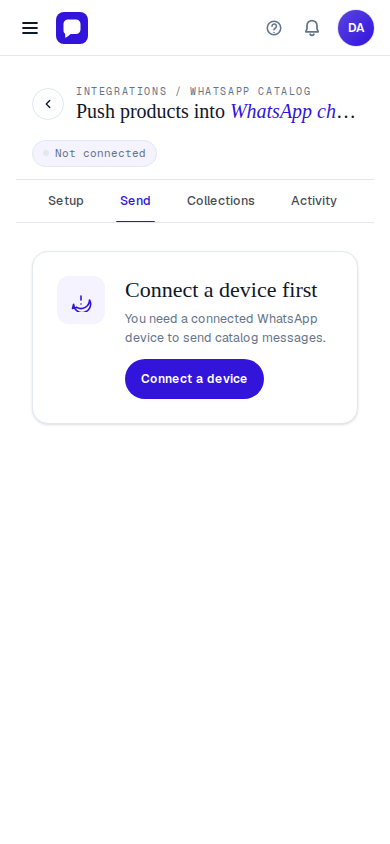 DA
INTEGRATIONS / WHATSAPP CATALOG
Push products into WhatsApp ch...
Not connected
Setup Send Collections Activity
Connect a device first
You need a connected WhatsApp
device to send catalog messages.
Connect a device